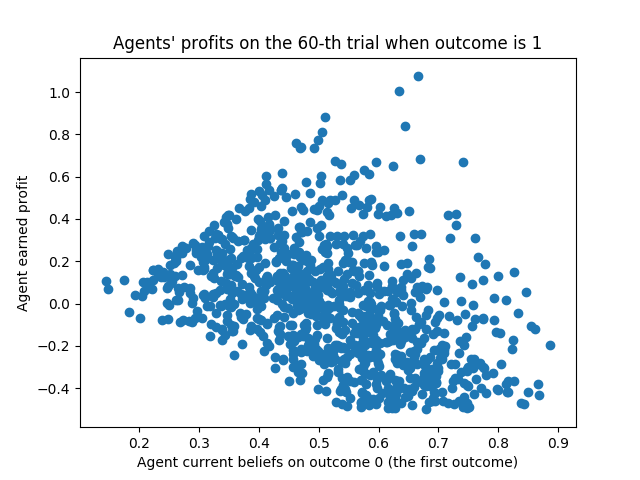 Agents' profits on the 60-th trial when outcome is 1
Agent earned profit
1.0
0.8
0.6
0.4
0.2
0.0
−0.2
−0.4
0.2 0.3 0.4 0.5 0.6 0.7 0.8 0.9
Agent current beliefs on outcome 0 (the first outcome)